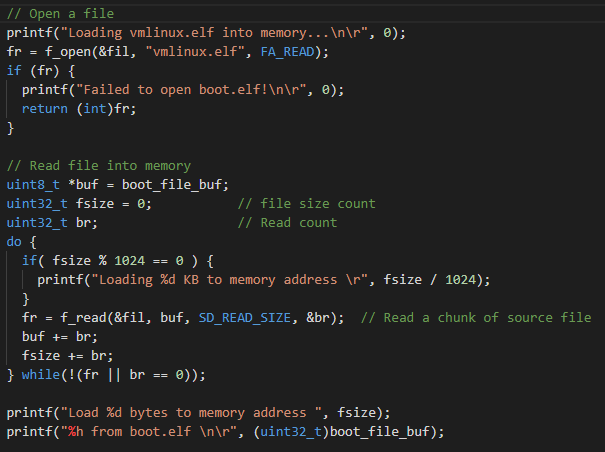 // Open a file
printf("Loading vmlinux.elf into memory...\n\r", 0);
fr = f_open(&fil, "vmlinux.elf", FA_READ);
if (fr) {
  printf("Failed to open boot.elf!\n\r", 0);
  return (int)fr;
}

// Read file into memory
uint8_t *buf = boot_file_buf;
uint32_t fsize = 0;           // file size count
uint32_t br;                  // Read count
do {
  if( fsize % 1024 == 0 ) {
    printf("Loading %d KB to memory address \r", fsize / 1024);
  }
  fr = f_read(&fil, buf, SD_READ_SIZE, &br);  // Read a chunk of source file
  buf += br;
  fsize += br;
} while(!(fr || br == 0));

printf("Load %d bytes to memory address ", fsize);
printf("%h from boot.elf \n\r", (uint32_t)boot_file_buf);